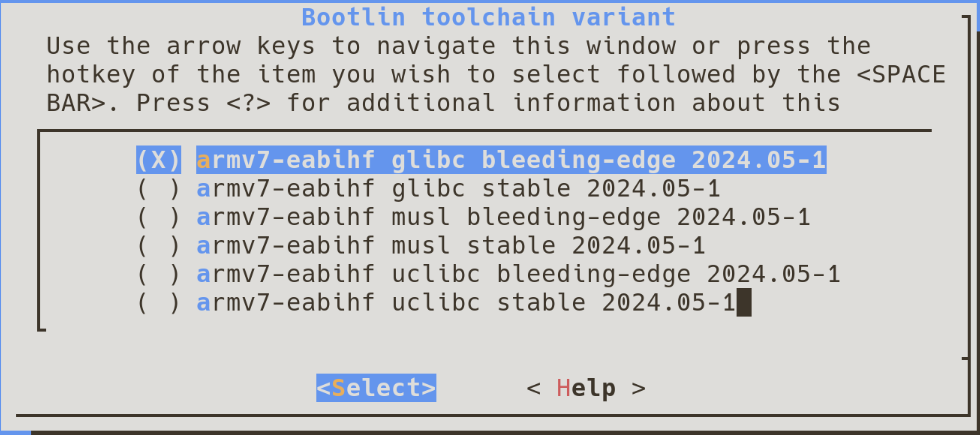 Bootlin toolchain variant
Use the arrow keys to navigate this window or press the
hotkey of the item you wish to select followed by the <SPACE
BAR>. Press <?> for additional information about this
(X) armv7-eabihf glibc bleeding-edge 2024.05-1
( ) armv7-eabihf glibc stable 2024.05-1
( ) armv7-eabihf musl bleeding-edge 2024.05-1
( ) armv7-eabihf musl stable 2024.05-1
( ) armv7-eabihf uclibc bleeding-edge 2024.05-1
( ) armv7-eabihf uclibc stable 2024.05-1
<Select> < Help >